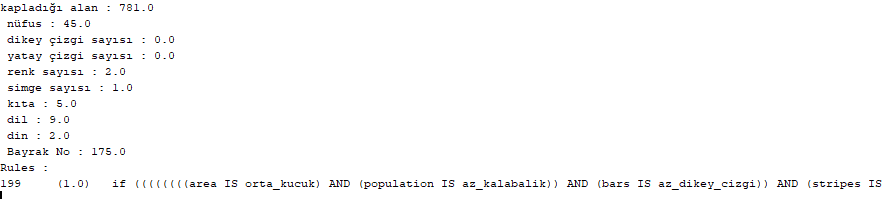 kapladığı alan : 781.0
nüfus : 45.0
dikey çizgi sayısı : 0.0
yatay çizgi sayısı : 0.0
renk sayısı : 2.0
simge sayısı : 1.0
kıta : 5.0
dil : 9.0
din : 2.0
Bayrak No : 175.0
Rules :
199 (1.0) if ((((((((area IS orta_kucuk) AND (population IS az_kalabalik)) AND (bars IS az_dikey_cizgi)) AND (stripes IS